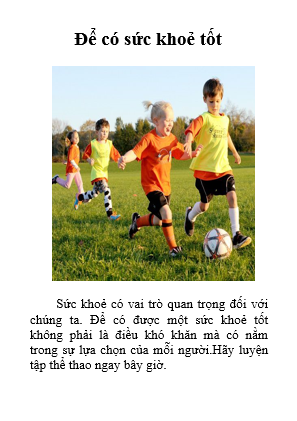 Để có sức khoẻ tốt
Sức khoẻ có vai trò quan trọng đối với
chúng ta. Để có được một sức khoẻ tốt
không phải là điều khó khăn mà có nằm
trong sự lựa chọn của mỗi người.Hãy luyện
tập thể thao ngay bây giờ.